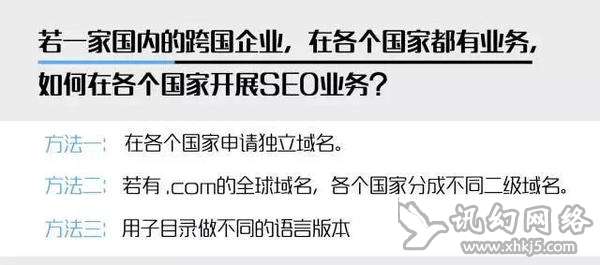 若一家国内的跨国企业，在各个国家都有业务，
如何在各个国家开展SEO业务？
方法一： 在各个国家申请独立域名。
方法二： 若有.com的全球域名，各个国家分成不同二级域名。
方法三： 用子目录做不同的语言版本
讯幻网络
www.xhkj5.com